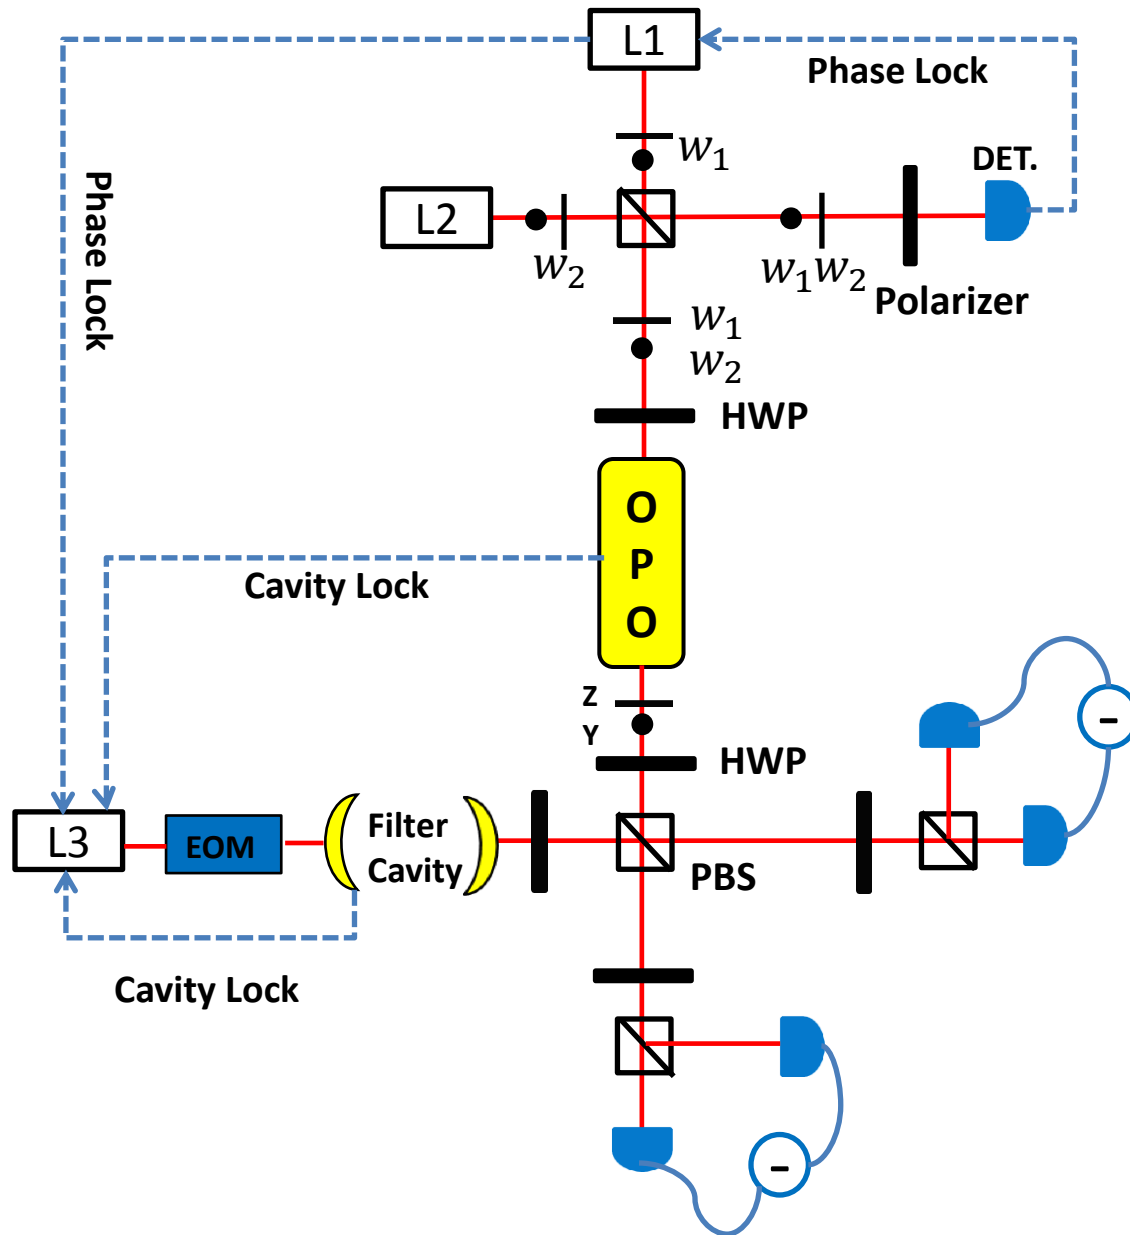 L1
Phase Lock
w₁
DET.
Phase Lock
L2
w₂
w₁w₂
Polarizer
w₁
w₂
HWP
O
P
O
Cavity Lock
Z
Y
HWP
-
L3
EOM
Filter
Cavity
PBS
Cavity Lock
-